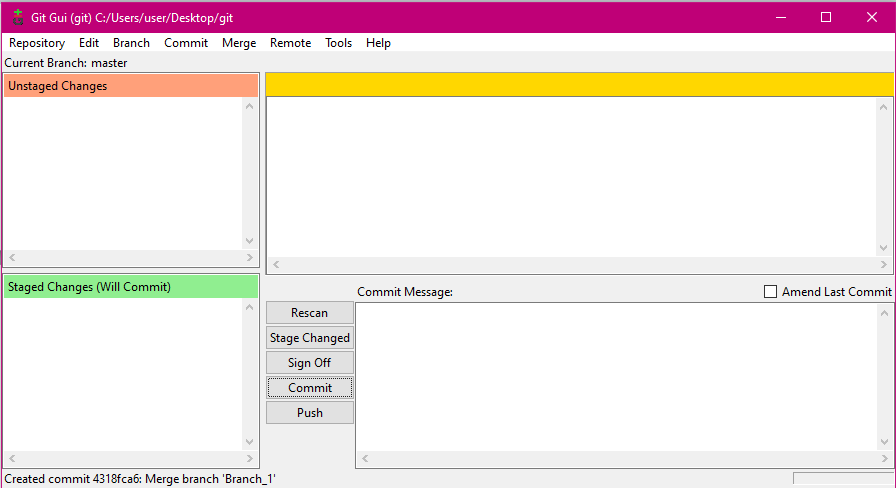 Git Gui (git) C:/Users/user/Desktop/git
Repository Edit Branch Commit Merge Remote Tools Help
Current Branch: master
Unstaged Changes
Staged Changes (Will Commit)
Commit Message:
Amend Last Commit
Rescan
Stage Changed
Sign Off
Commit
Push
Created commit 4318fca6: Merge branch 'Branch_1'